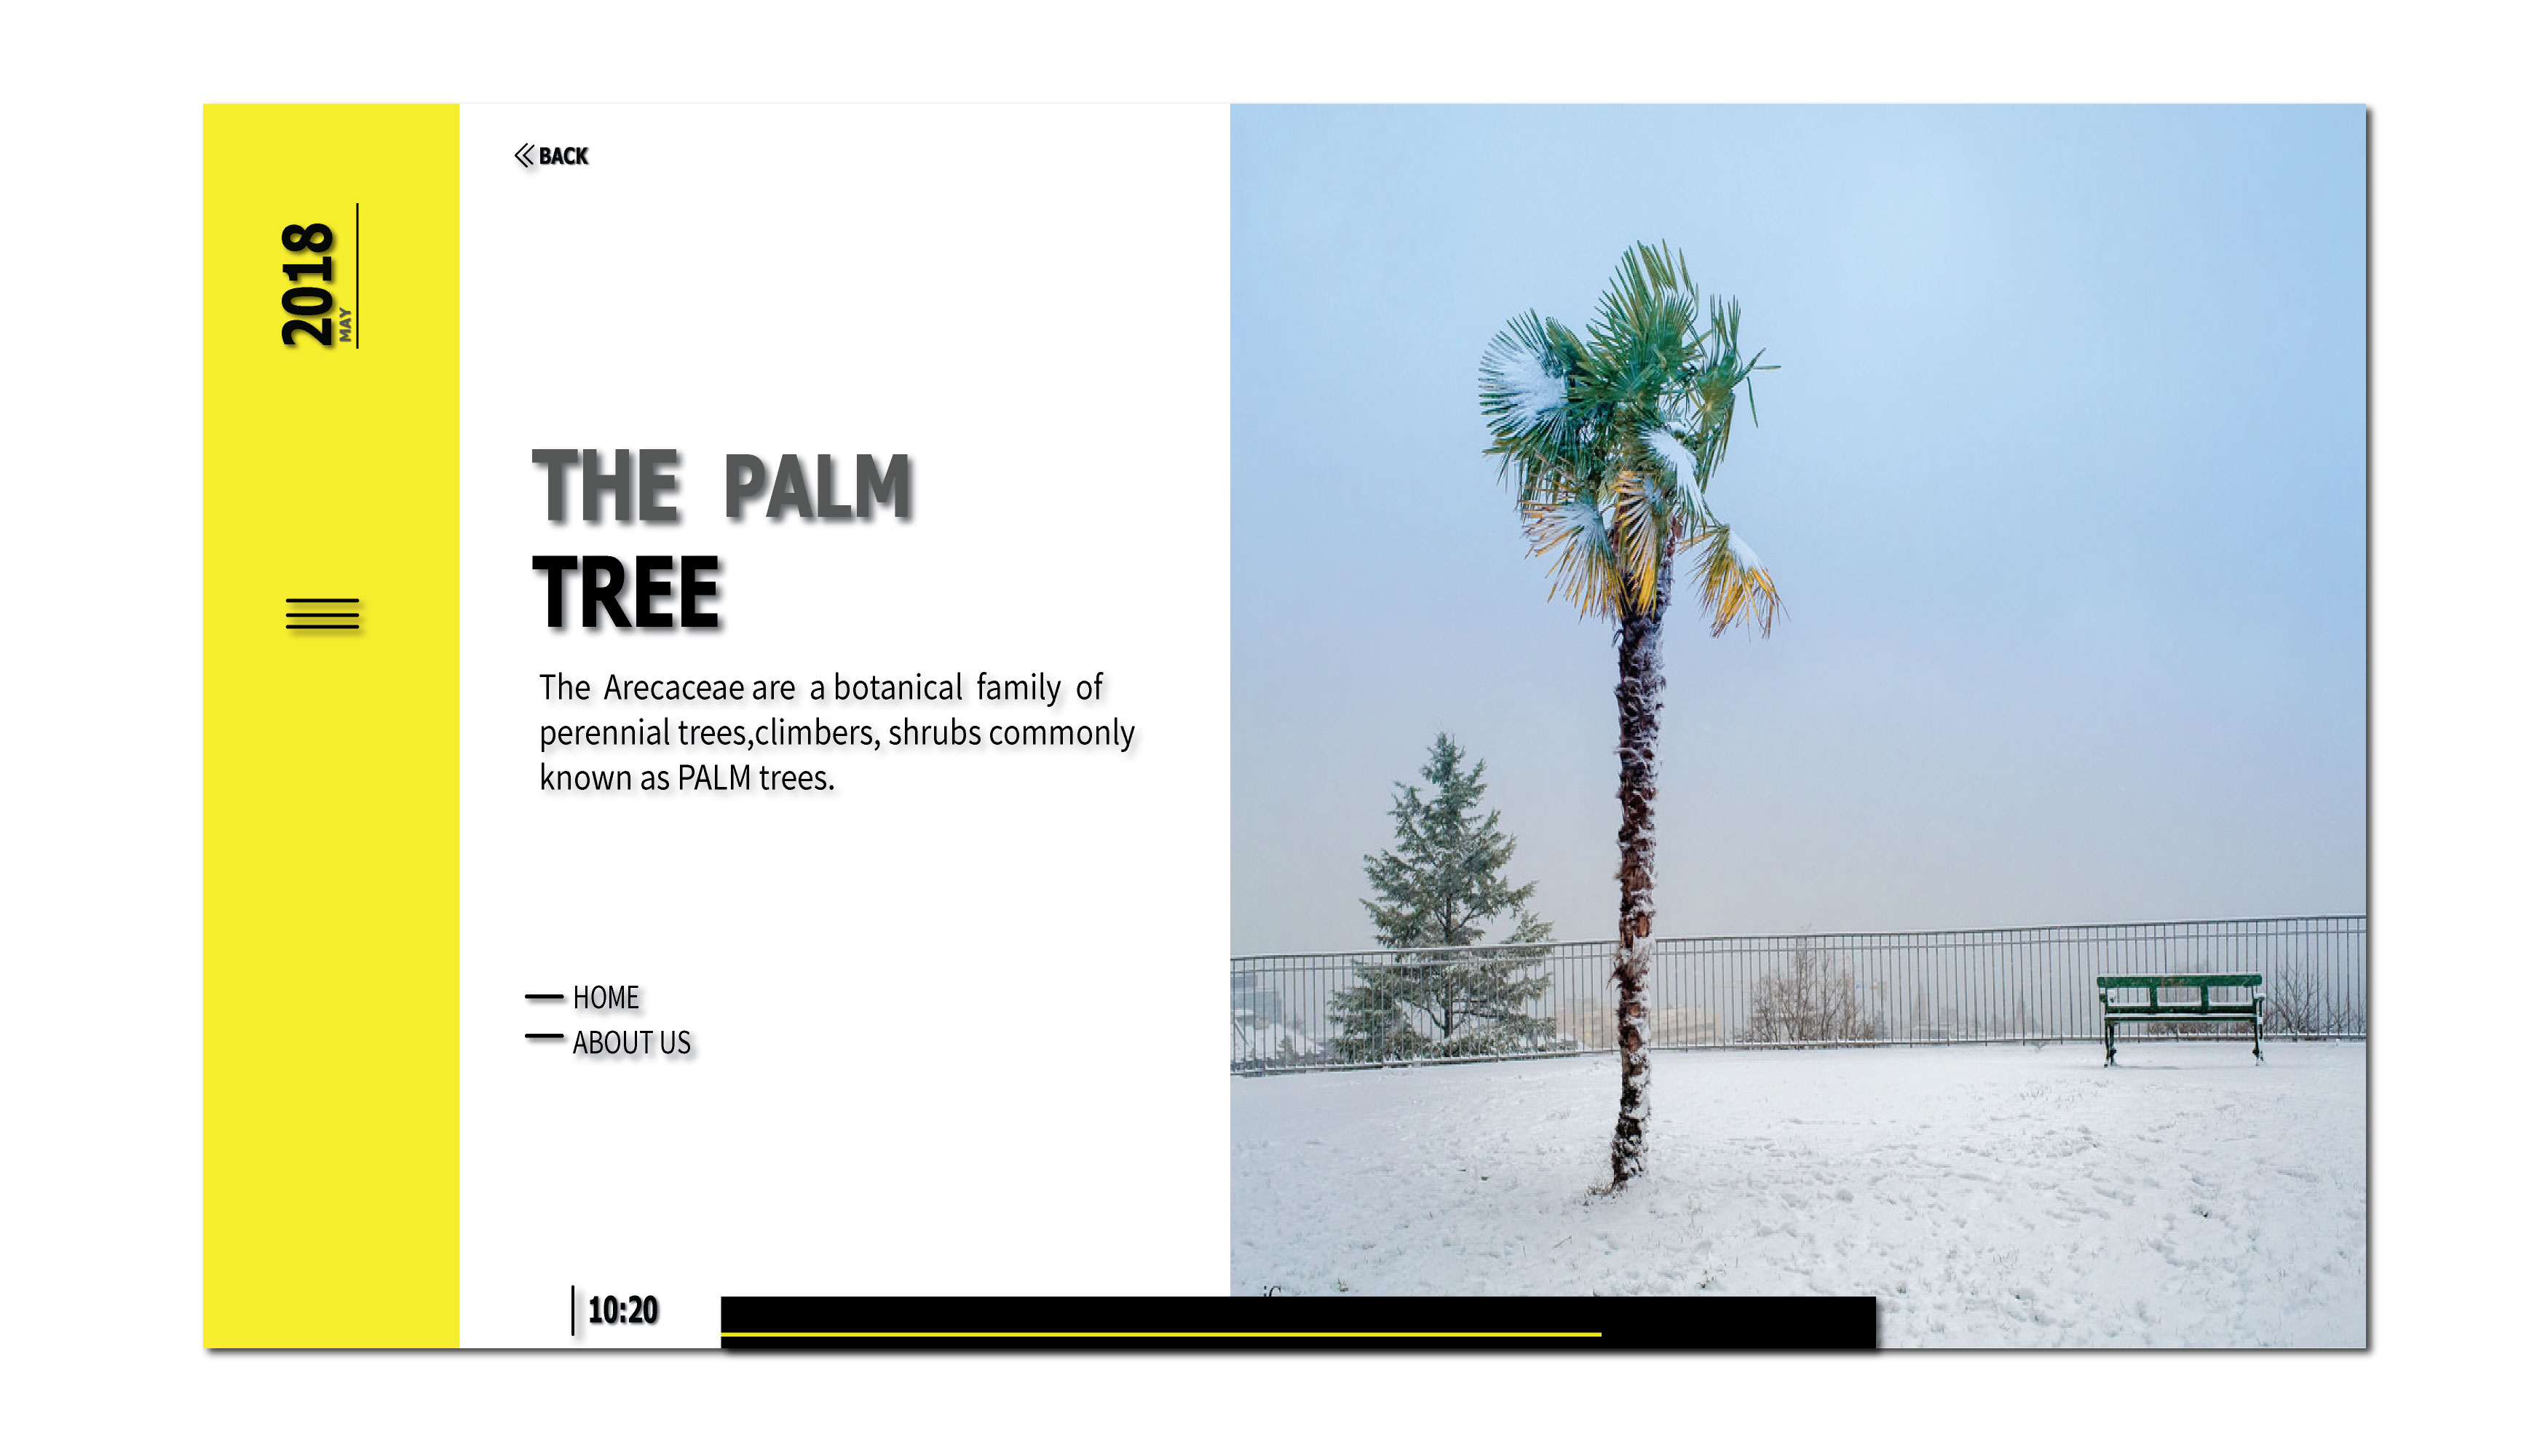 BACK
2018
MAY
THE PALM
TREE
The Arecaceae are a botanical family of
perennial trees,climbers, shrubs commonly
known as PALM trees.
HOME
ABOUT US
10:20